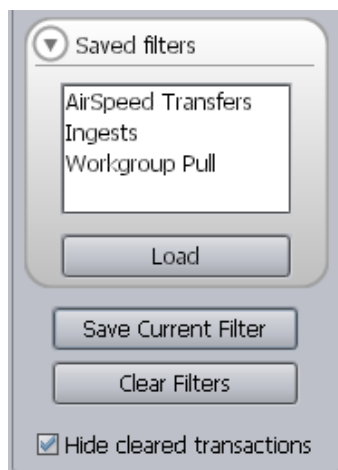 Saved filters
AirSpeed Transfers
Ingests
Workgroup Pull
Load
Save Current Filter
Clear Filters
Hide cleared transactions